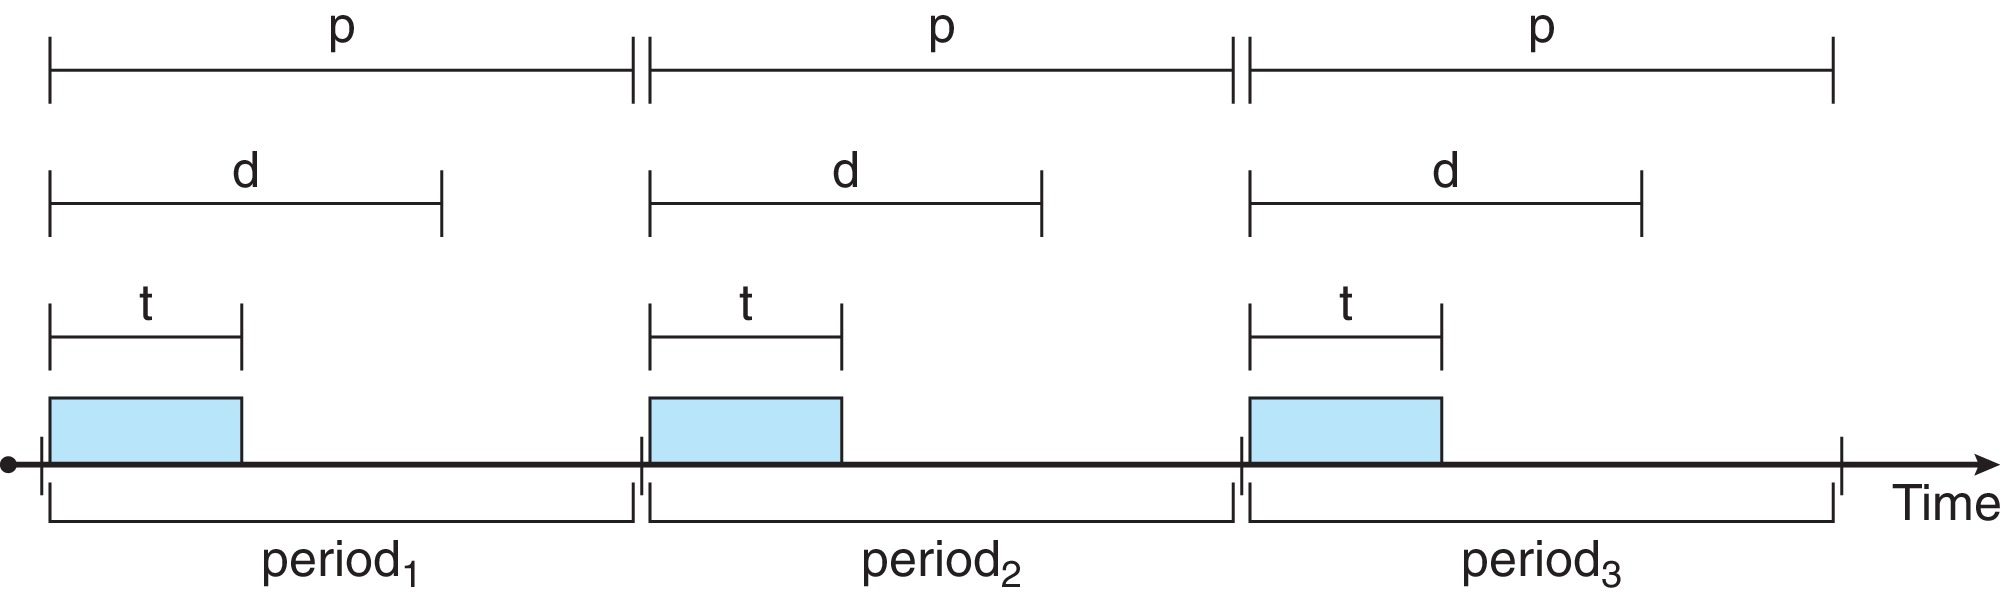 p p p
d d d
t t t
Time
period₁ period₂ period₃